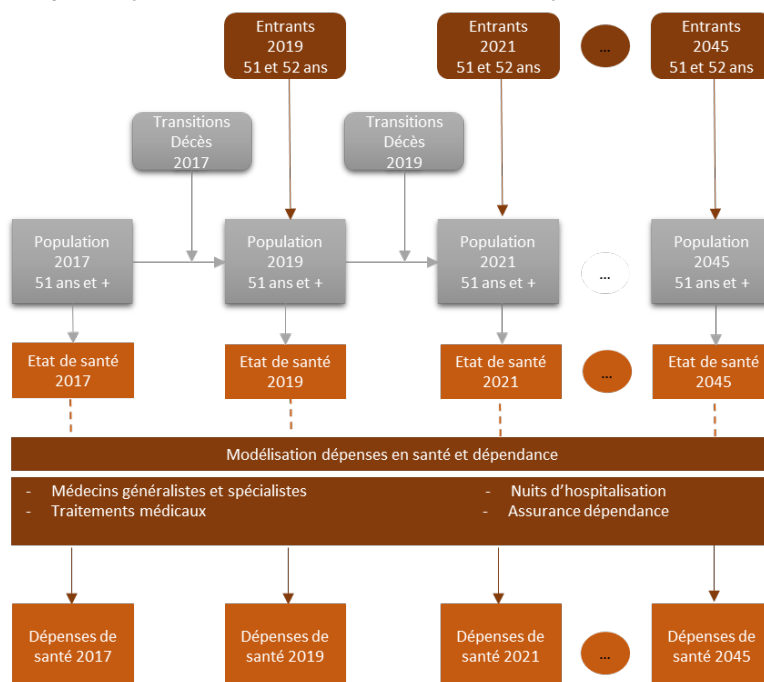 Entrants
2019
51 et 52 ans
Entrants
2021
51 et 52 ans
...
Entrants
2045
51 et 52 ans
Transitions
Décès
2017
Transitions
Décès
2019
Population
2017
51 ans et +
Population
2019
51 ans et +
Population
2021
51 ans et +
...
Population
2045
51 ans et +
Etat de santé
2017
Etat de santé
2019
Etat de santé
2021
...
Etat de santé
2045
Modélisation dépenses en santé et dépendance
- Médecins généralistes et spécialistes
- Traitements médicaux
- Nuits d'hospitalisation
- Assurance dépendance
Dépenses de
santé 2017
Dépenses de
santé 2019
Dépenses de
santé 2021
...
Dépenses de
santé 2045